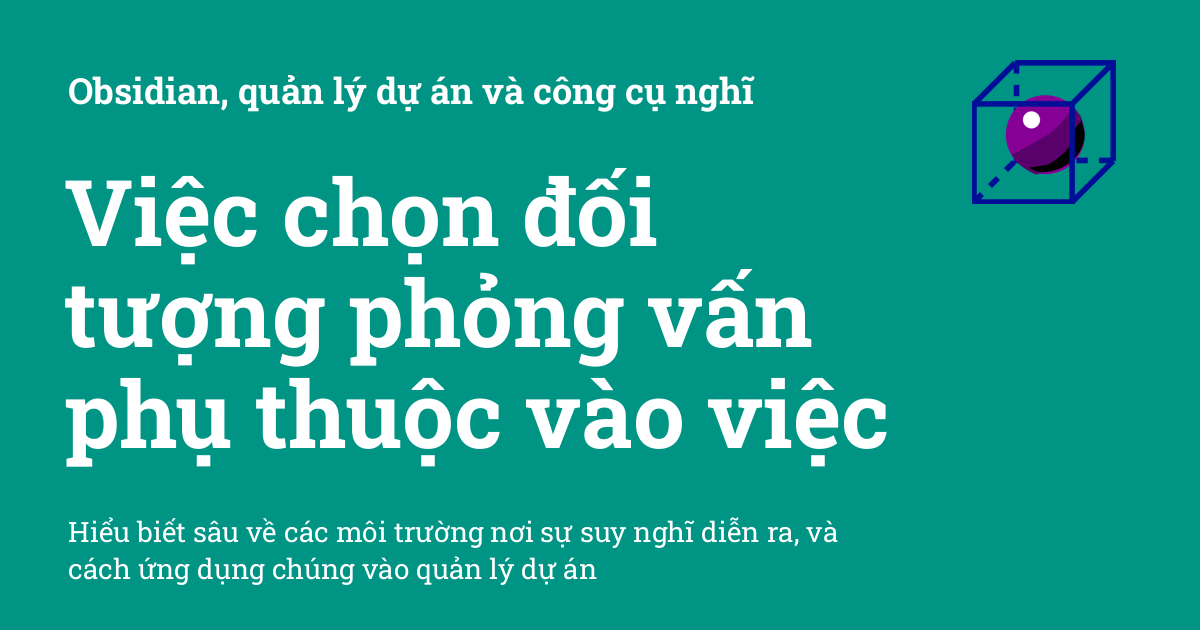 Obsidian, quản lý dự án và công cụ nghĩ
Việc chọn đối
tượng phỏng vấn
phụ thuộc vào việc
Hiểu biết sâu về các môi trường nơi sự suy nghĩ diễn ra, và
cách ứng dụng chúng vào quản lý dự án